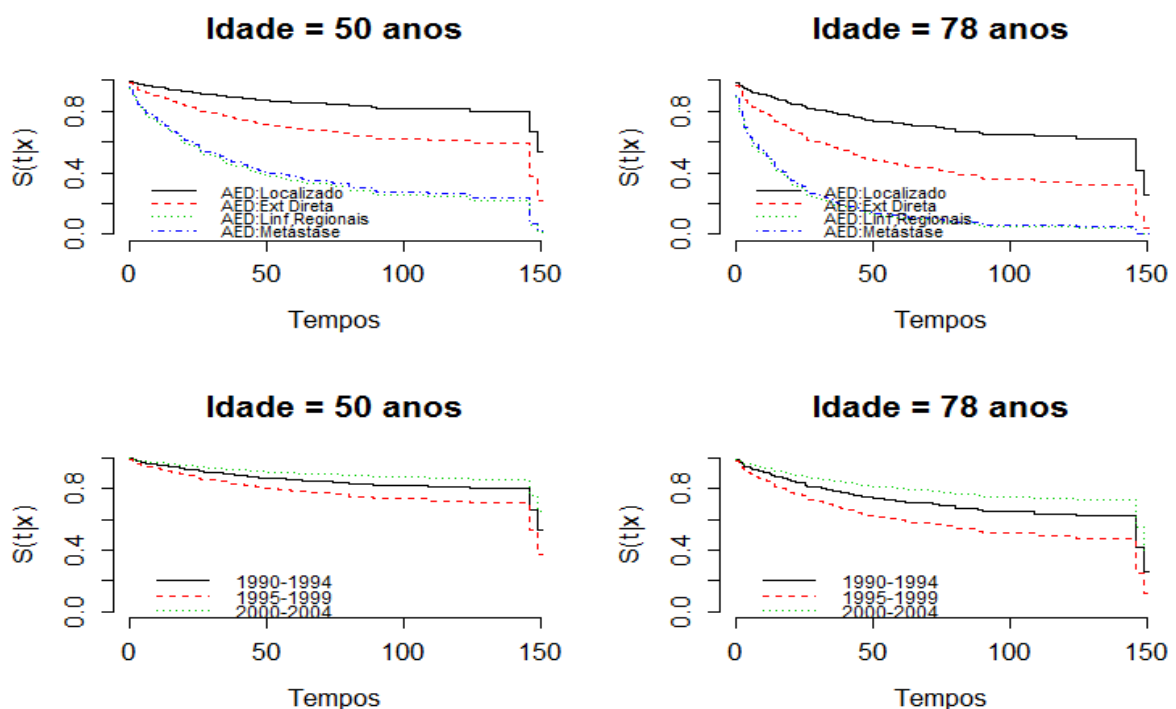 Idade = 50 anos
S(t|x)
0.0 0.4 0.8
AED:Localizado
AED:Ext Direta
AED:Linf Regionais
AED:Metástase
0 50 100 150
Tempos
Idade = 78 anos
S(t|x)
0.0 0.4 0.8
AED:Localizado
AED:Ext Direta
AED:Linf Regionais
AED:Metástase
0 50 100 150
Tempos
Idade = 50 anos
S(t|x)
0.0 0.4 0.8
1990-1994
1995-1999
2000-2004
0 50 100 150
Tempos
Idade = 78 anos
S(t|x)
0.0 0.4 0.8
1990-1994
1995-1999
2000-2004
0 50 100 150
Tempos